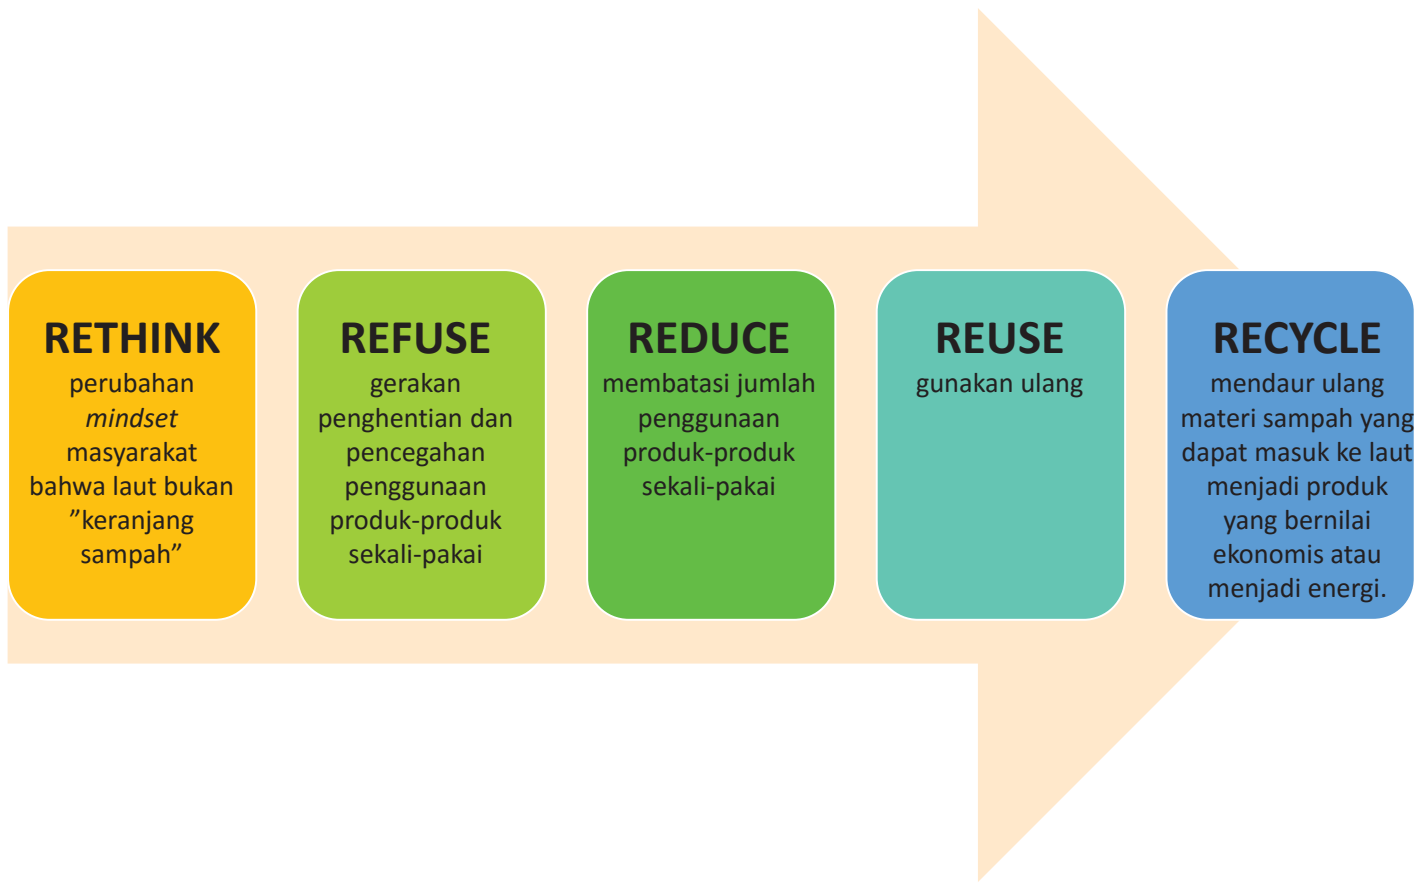 RETHINK
perubahan
mindset
masyarakat
bahwa laut bukan
”keranjang
sampah”
REFUSE
gerakan
penghentian dan
pencegahan
penggunaan
produk-produk
sekali-pakai
REDUCE
membatasi jumlah
penggunaan
produk-produk
sekali-pakai
REUSE
gunakan ulang
RECYCLE
mendaur ulang
materi sampah yang
dapat masuk ke laut
menjadi produk
yang bernilai
ekonomis atau
menjadi energi.